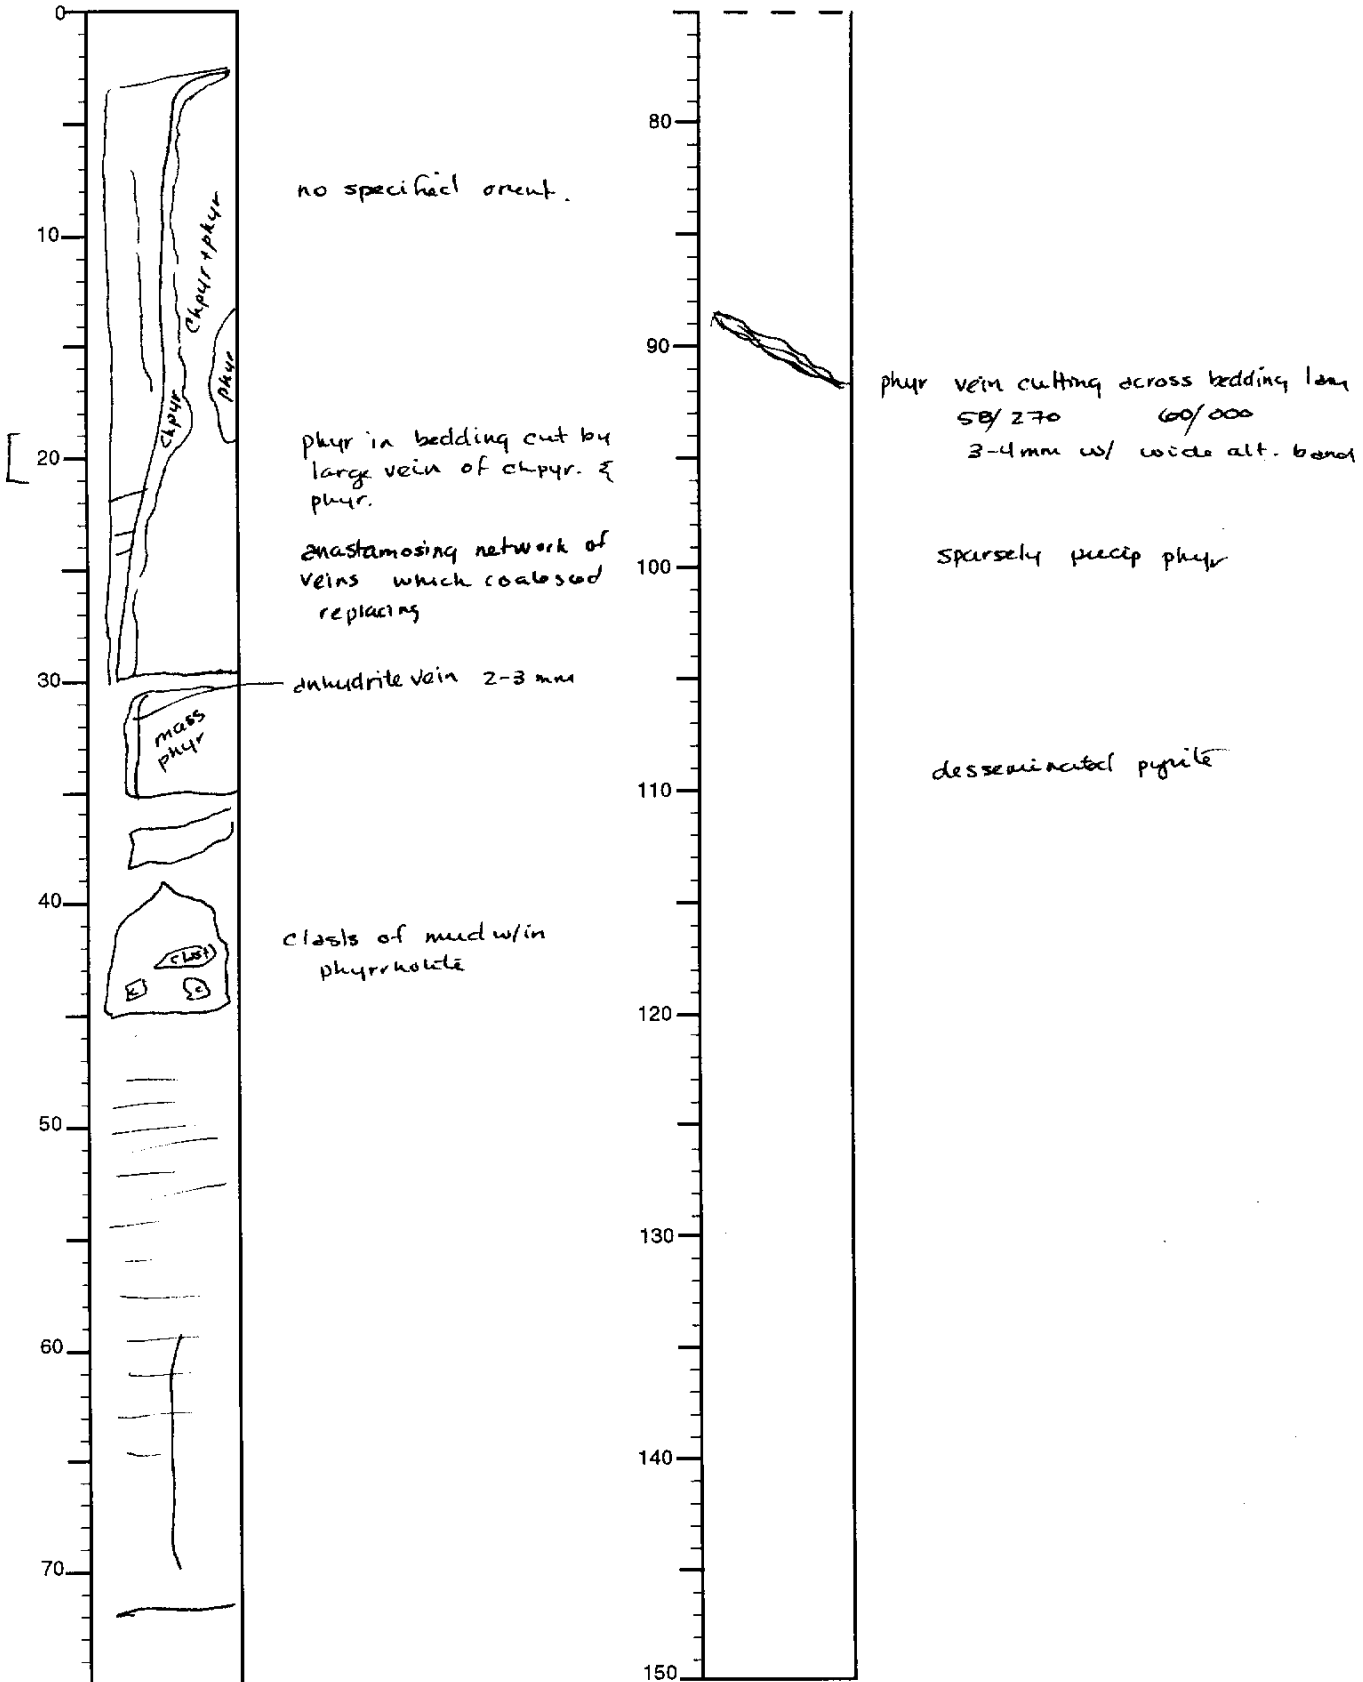 0
10
20
30
40
50
60
70
Chpyr + phyr
phyr
chpyr
no specified orient.
phyr in bedding cut by
large vein of chpyr. &
phyr.
anastamosing network of
veins which coalesced
replacing
anhydrite vein 2-3 mm
mass
phyr
clast
c
c
clasts of mud w/in
phyrrhotite
80
90
100
110
120
130
140
150
phyr vein cutting across bedding lam
58/270 60/000
3-4mm w/ wide alt. band
sparsely precip phyr
desseminated pyrite